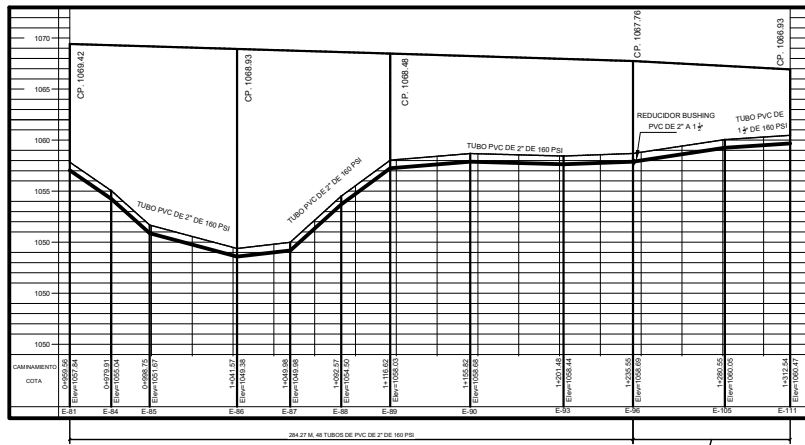 1070
1065
1060
1055
1050
1050
1050
CP. 1069.42
CP. 1068.93
CP. 1068.48
CP. 1067.76
CP. 1066.93
TUBO PVC DE 2" DE 160 PSI
TUBO PVC DE 2" DE 160 PSI
TUBO PVC DE 2" DE 160 PSI
REDUCIDOR BUSHING
PVC DE 2" A 1 ½"
TUBO PVC DE
1 ½" DE 160 PSI
CAMINAMIENTO
COTA
0+959.56
Elev=1057.84
0+979.91
Elev=1055.04
0+998.75
Elev=1051.67
1+041.57
Elev=1049.38
1+049.98
Elev=1049.98
1+092.57
Elev=1054.50
1+116.62
Elev=1058.03
1+155.82
Elev=1058.68
1+201.48
Elev=1058.44
1+235.55
Elev=1058.69
1+280.55
Elev=1060.05
1+312.54
Elev=1060.47
E-81 E-84 E-85 E-86 E-87 E-88 E-89 E-90 E-93 E-96 E-105 E-111
284.27 M, 48 TUBOS DE PVC DE 2" DE 160 PSI